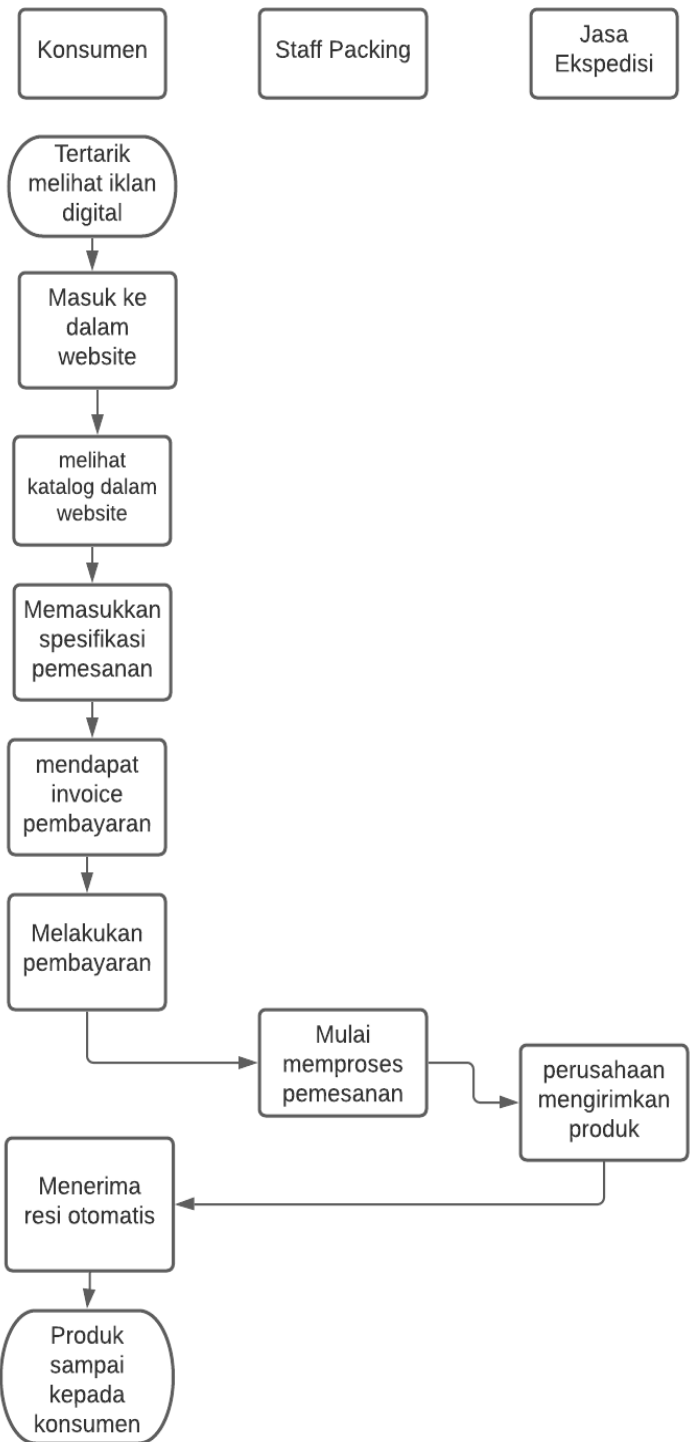 Konsumen
Staff Packing
Jasa
Ekspedisi
Tertarik
melihat iklan
digital
Masuk ke
dalam
website
melihat
katalog dalam
website
Memasukkan
spesifikasi
pemesanan
mendapat
invoice
pembayaran
Melakukan
pembayaran
Mulai
memproses
pemesanan
perusahaan
mengirimkan
produk
Menerima
resi otomatis
Produk
sampai
kepada
konsumen